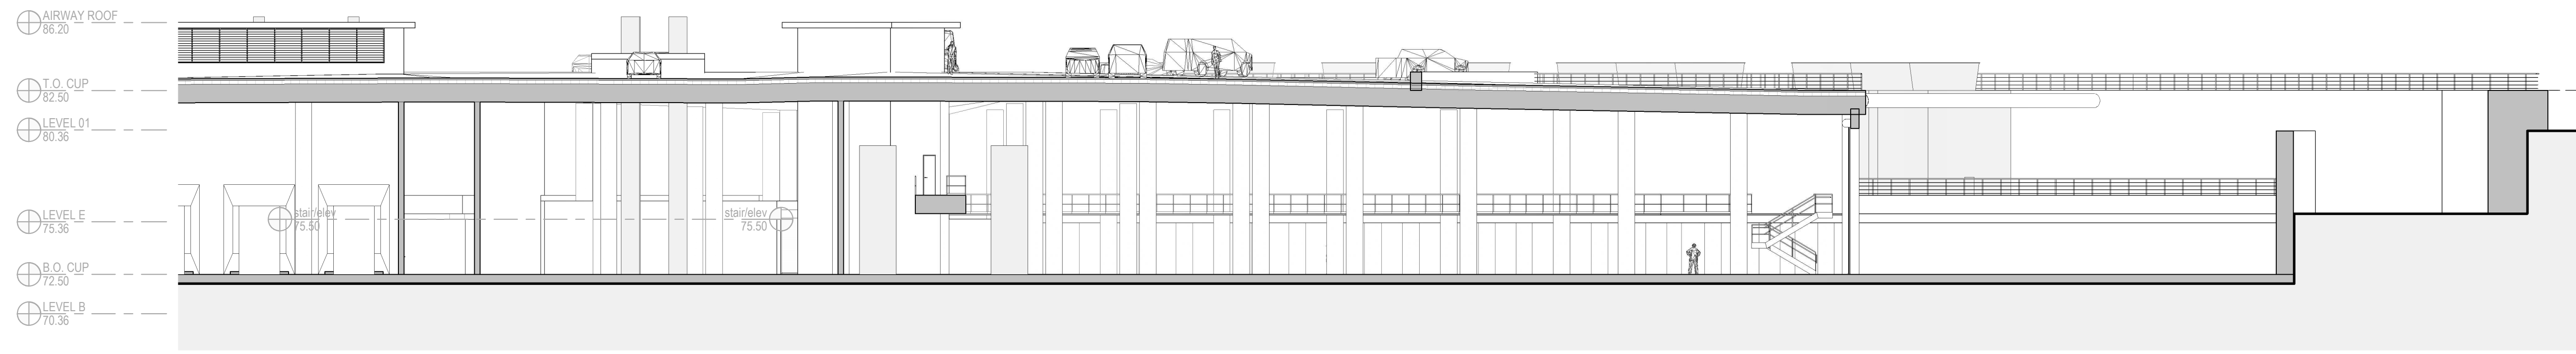 AIRWAY ROOF
86.20
T.O. CUP
82.50
LEVEL 01
80.36
LEVEL E
75.36
stair/elev
75.50
stair/elev
75.50
B.O. CUP
72.50
LEVEL B
70.36